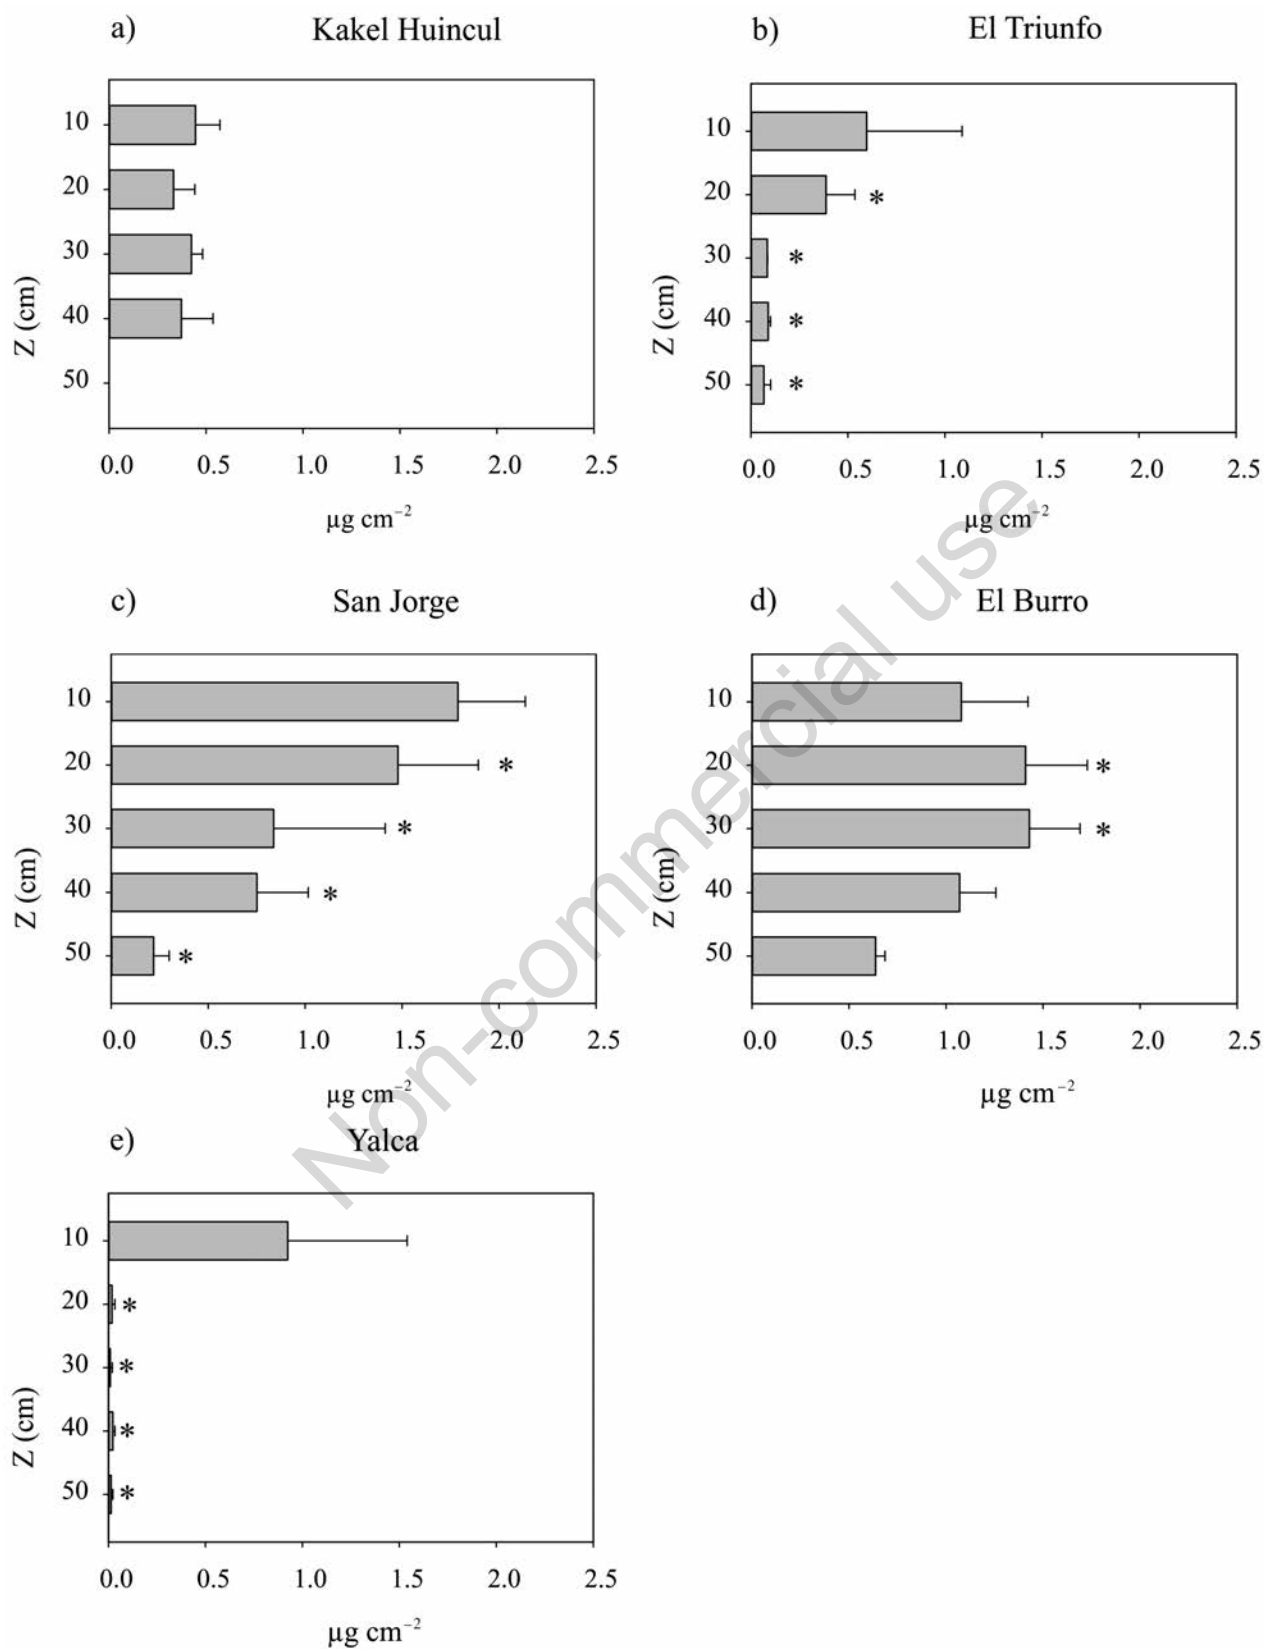 a) Kakel Huincul
10
20
30
40
50
Z (cm)
0.0 0.5 1.0 1.5 2.0 2.5
µg cm⁻²
b) El Triunfo
10
20 *
30 *
40 *
50 *
Z (cm)
0.0 0.5 1.0 1.5 2.0 2.5
µg cm⁻²
c) San Jorge
10
20 *
30 *
40 *
50 *
Z (cm)
0.0 0.5 1.0 1.5 2.0 2.5
µg cm⁻²
d) El Burro
10
20 *
30 *
40
50
Z (cm)
0.0 0.5 1.0 1.5 2.0 2.5
µg cm⁻²
e) Yalca
10
20 *
30 *
40 *
50 *
Z (cm)
0.0 0.5 1.0 1.5 2.0 2.5
µg cm⁻²
Non-commercial use